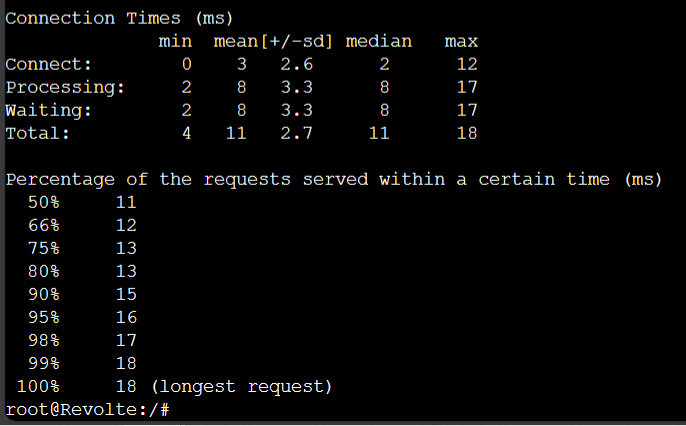 Connection Times (ms)
              min  mean[+/-sd] median   max
Connect:        0    3   2.6      2      12
Processing:     2    8   3.3      8      17
Waiting:        2    8   3.3      8      17
Total:          4   11   2.7     11      18

Percentage of the requests served within a certain time (ms)
  50%     11
  66%     12
  75%     13
  80%     13
  90%     15
  95%     16
  98%     17
  99%     18
 100%     18 (longest request)
root@Revolte:/#